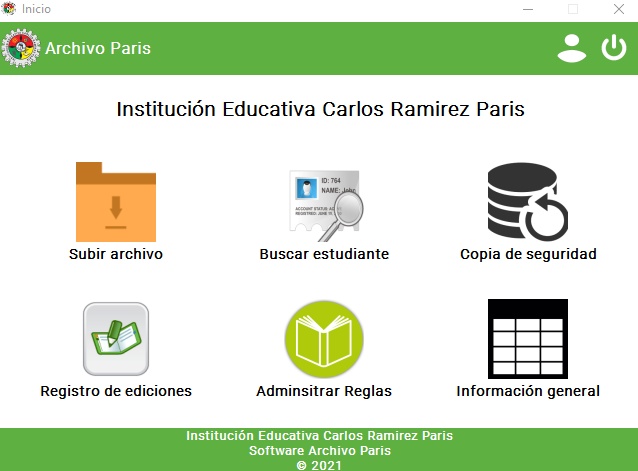 Inicio
Archivo Paris
Institución Educativa Carlos Ramirez Paris
ID: 764
NAME: John
ACCOUNT STATUS:
REGISTRED: JUNE
Subir archivo
Buscar estudiante
Copia de seguridad
Registro de ediciones
Adminsitrar Reglas
Información general
Institución Educativa Carlos Ramirez Paris
Software Archivo Paris
© 2021